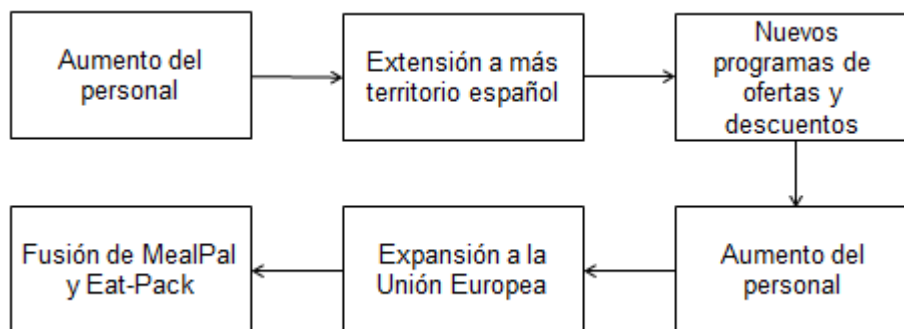 Aumento del
personal
Extensión a más
territorio español
Nuevos
programas de
ofertas y
descuentos
Aumento del
personal
Expansión a la
Unión Europea
Fusión de MealPal
y Eat-Pack